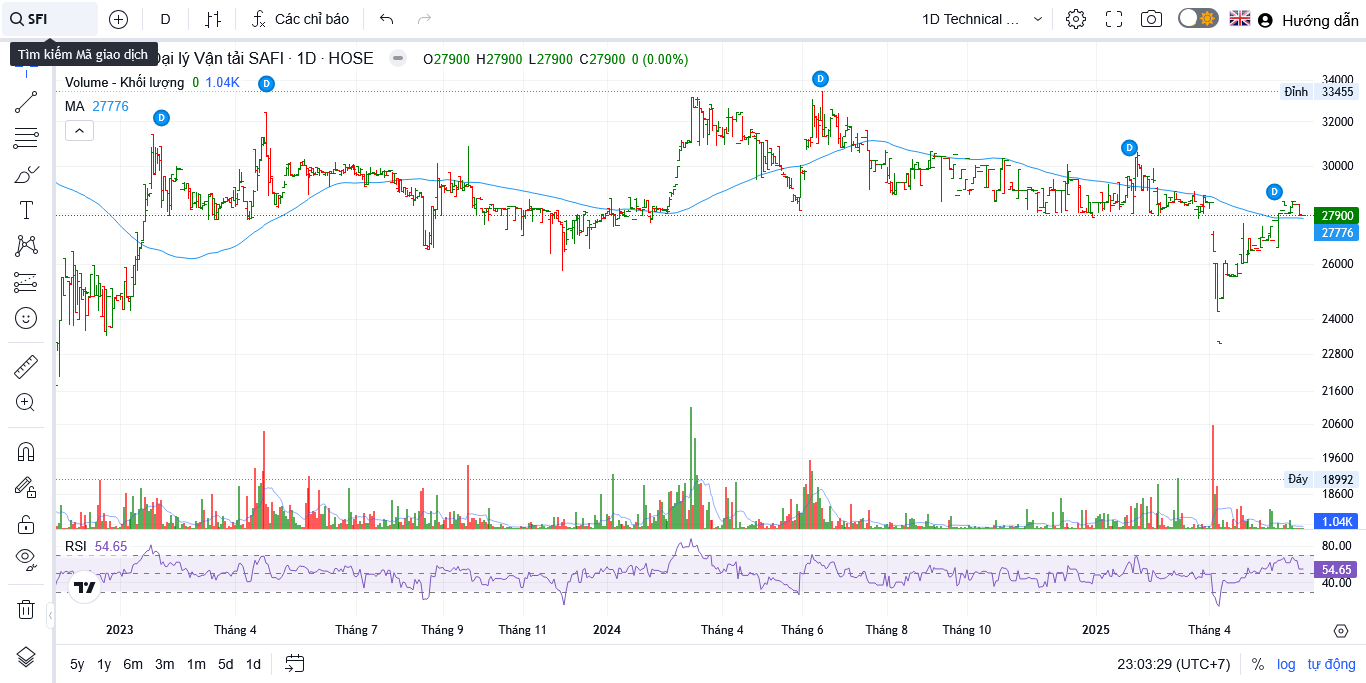 SFI
D
Các chỉ báo
1D Technical ...
Hướng dẫn
Tìm kiếm Mã giao dịch
ại lý Vận tải SAFI · 1D · HOSE
O27900 H27900 L27900 C27900 0 (0.00%)
Volume - Khối lượng 0 1.04K
MA 27776
D
D
D
D
D
34000
Đỉnh 33455
32000
30000
27900
27776
26000
24000
22800
21600
20600
19600
Đáy 18992
18600
1.04K
RSI 54.65
80.00
54.65
40.00
2023 Tháng 4 Tháng 7 Tháng 9 Tháng 11 2024 Tháng 4 Tháng 6 Tháng 8 Tháng 10 2025 Tháng 4
5y 1y 6m 3m 1m 5d 1d
23:03:29 (UTC+7) % log tự động